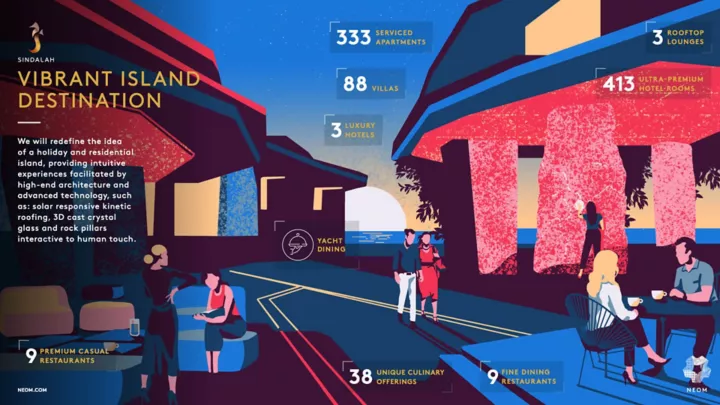 SINDALAH
VIBRANT ISLAND
DESTINATION
We will redefine the idea
of a holiday and residential
island, providing intuitive
experiences facilitated by
high-end architecture and
advanced technology, such
as: solar responsive kinetic
roofing, 3D cast crystal
glass and rock pillars
interactive to human touch.
333 SERVICED
APARTMENTS
3 ROOFTOP
LOUNGES
88 VILLAS
413 ULTRA-PREMIUM
HOTEL-ROOMS
3 LUXURY
HOTELS
YACHT
DINING
9 PREMIUM CASUAL
RESTAURANTS
38 UNIQUE CULINARY
OFFERINGS
9 FINE DINING
RESTAURANTS
NEOM.COM
NEOM